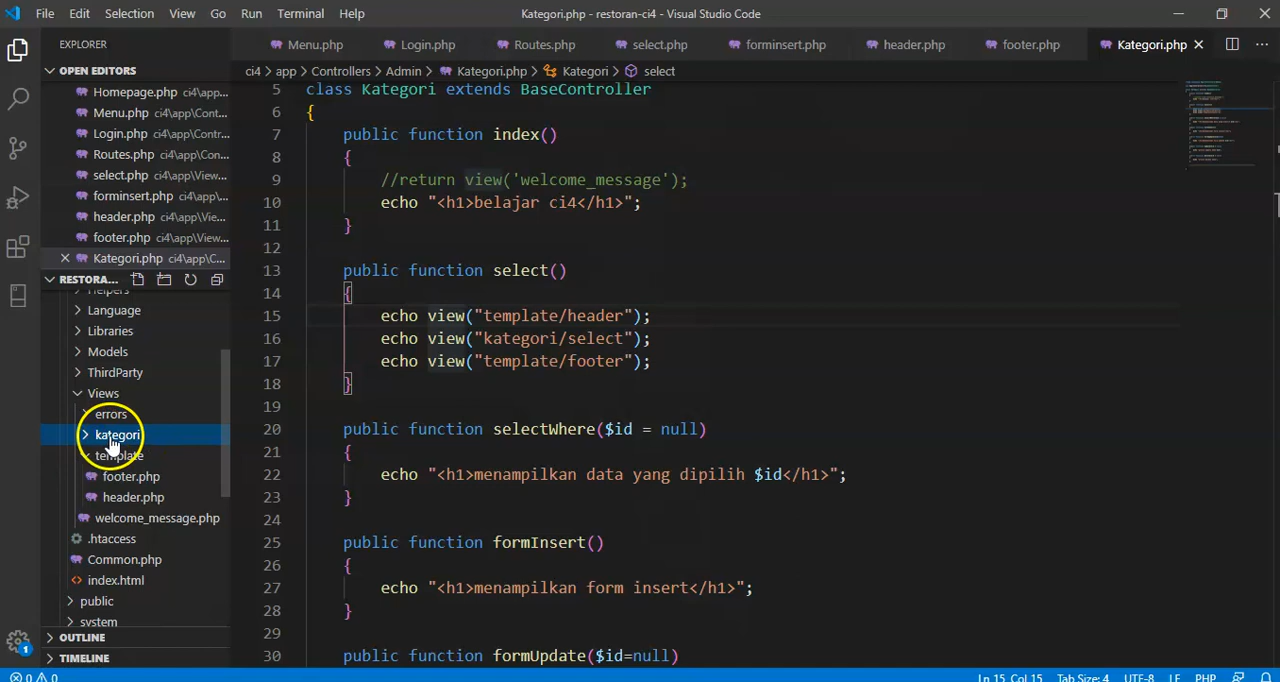 File Edit Selection View Go Run Terminal Help Kategori.php - restoran-ci4 - Visual Studio Code
EXPLORER
Menu.php Login.php Routes.php select.php forminsert.php header.php footer.php Kategori.php
OPEN EDITORS
Homepage.php ci4\app...
Menu.php ci4\app\Cont...
Login.php ci4\app\Contr...
Routes.php ci4\app\Con...
select.php ci4\app\View...
forminsert.php ci4\app\...
header.php ci4\app\Vie...
footer.php ci4\app\View...
Kategori.php ci4\app\C...
RESTORA...
Helpers
Language
Libraries
Models
ThirdParty
Views
errors
kategori
template
footer.php
header.php
welcome_message.php
.htaccess
Common.php
index.html
public
system
OUTLINE
TIMELINE
ci4 > app > Controllers > Admin > Kategori.php > Kategori > select
5 class Kategori extends BaseController
6 {
7 public function index()
8 {
9 //return view('welcome_message');
10 echo "<h1>belajar ci4</h1>";
11 }
12
13 public function select()
14 {
15 echo view("template/header");
16 echo view("kategori/select");
17 echo view("template/footer");
18 }
19
20 public function selectWhere($id = null)
21 {
22 echo "<h1>menampilkan data yang dipilih $id</h1>";
23 }
24
25 public function formInsert()
26 {
27 echo "<h1>menampilkan form insert</h1>";
28 }
29
30 public function formUpdate($id=null)
1
0 0 Ln 15, Col 15 Tab Size: 4 UTF-8 LF PHP